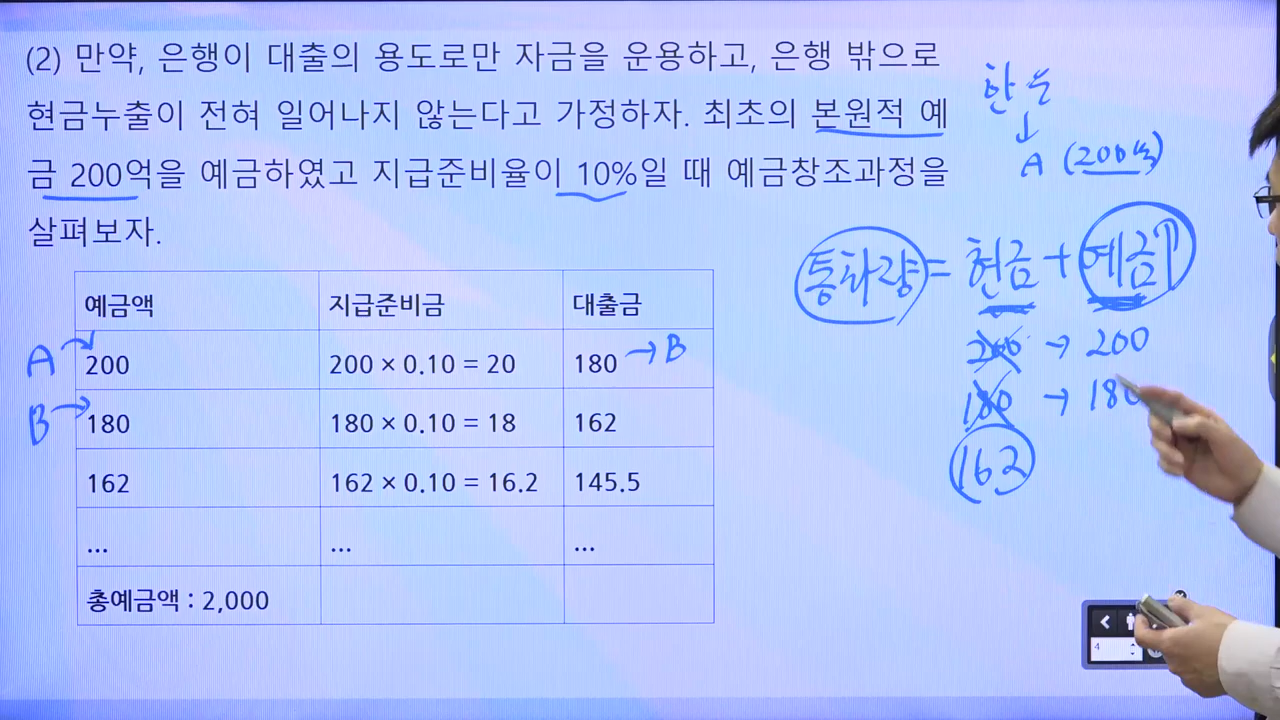 (2) 만약, 은행이 대출의 용도로만 자금을 운용하고, 은행 밖으로
현금누출이 전혀 일어나지 않는다고 가정하자. 최초의 본원적 예
금 200억을 예금하였고 지급준비율이 10%일 때 예금창조과정을
살펴보자.
한은
↓
A (200억)
통화량 = 현금 + 예금↑
200 → 200
180 → 180
162
예금액 지급준비금 대출금
A 200 200 × 0.10 = 20 180 → B
B 180 180 × 0.10 = 18 162
162 162 × 0.10 = 16.2 145.5
... ... ...
총예금액 : 2,000
4